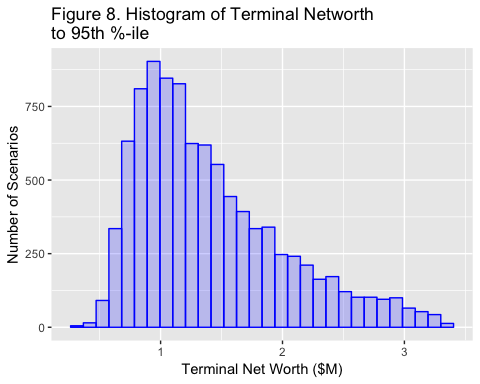 Figure 8. Histogram of Terminal Networth
to 95th %-ile
Number of Scenarios
750
500
250
0
1 2 3
Terminal Net Worth ($M)